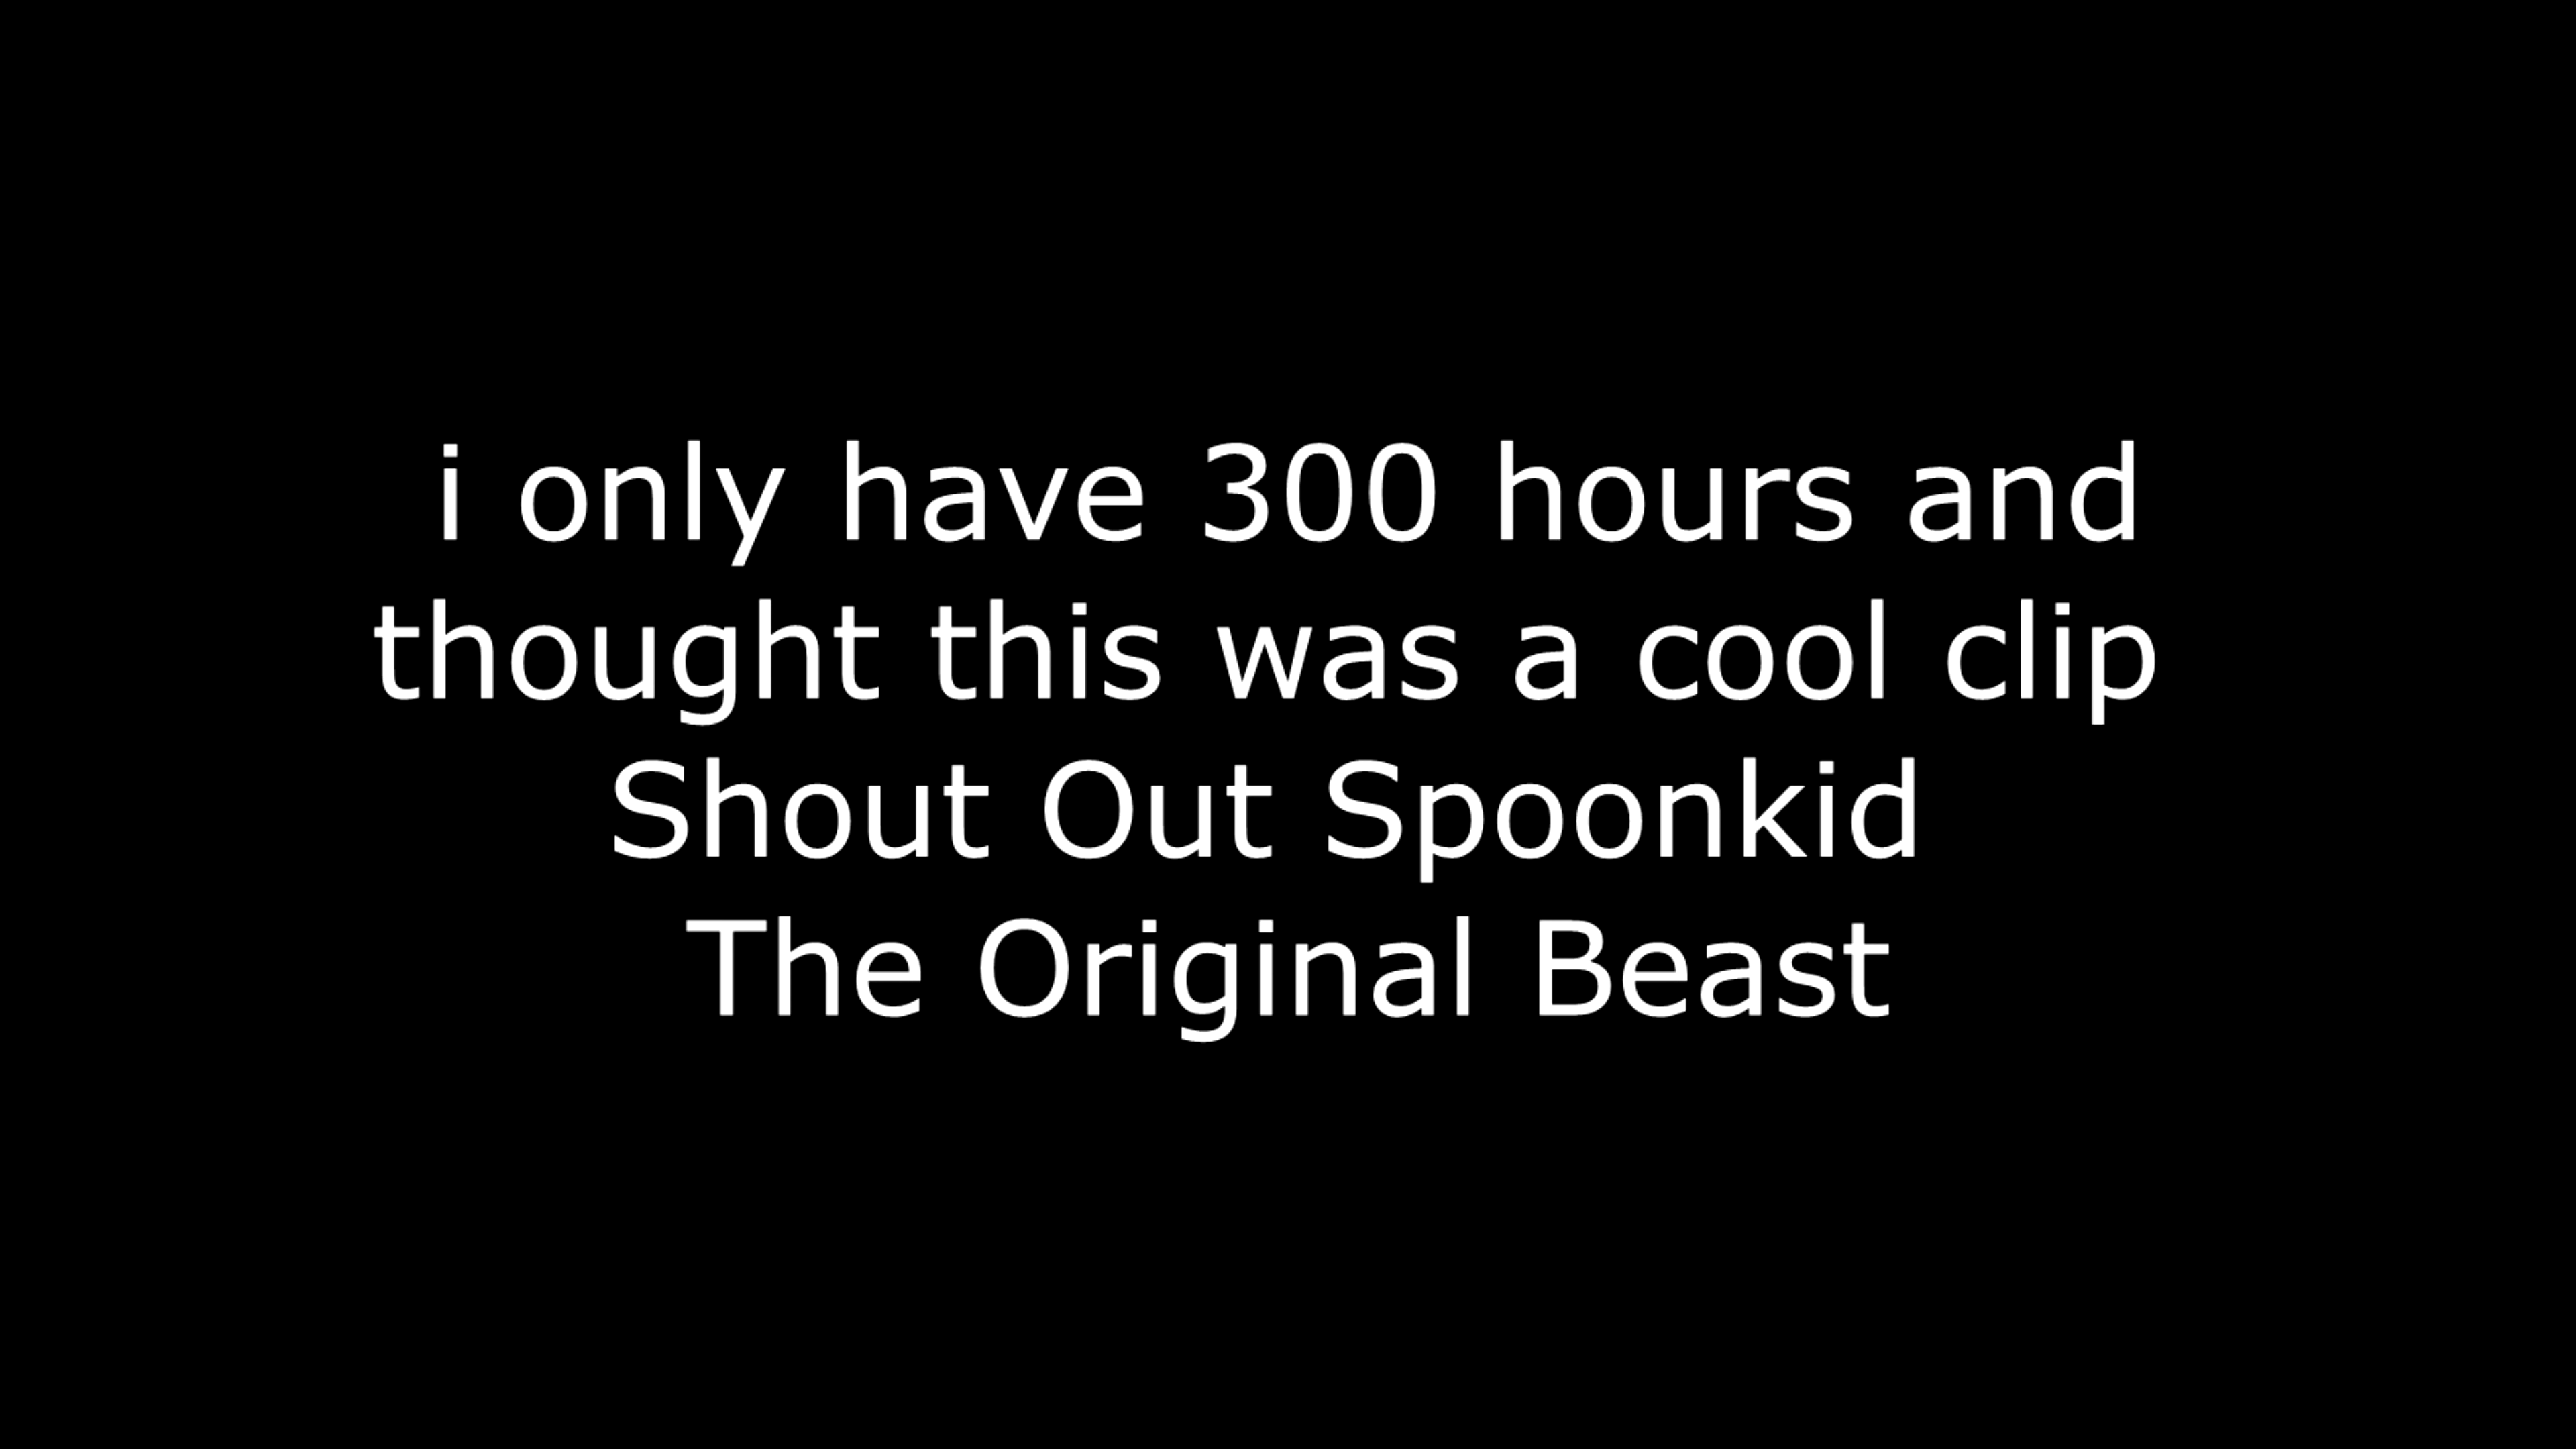 i only have 300 hours and
thought this was a cool clip
Shout Out Spoonkid
The Original Beast